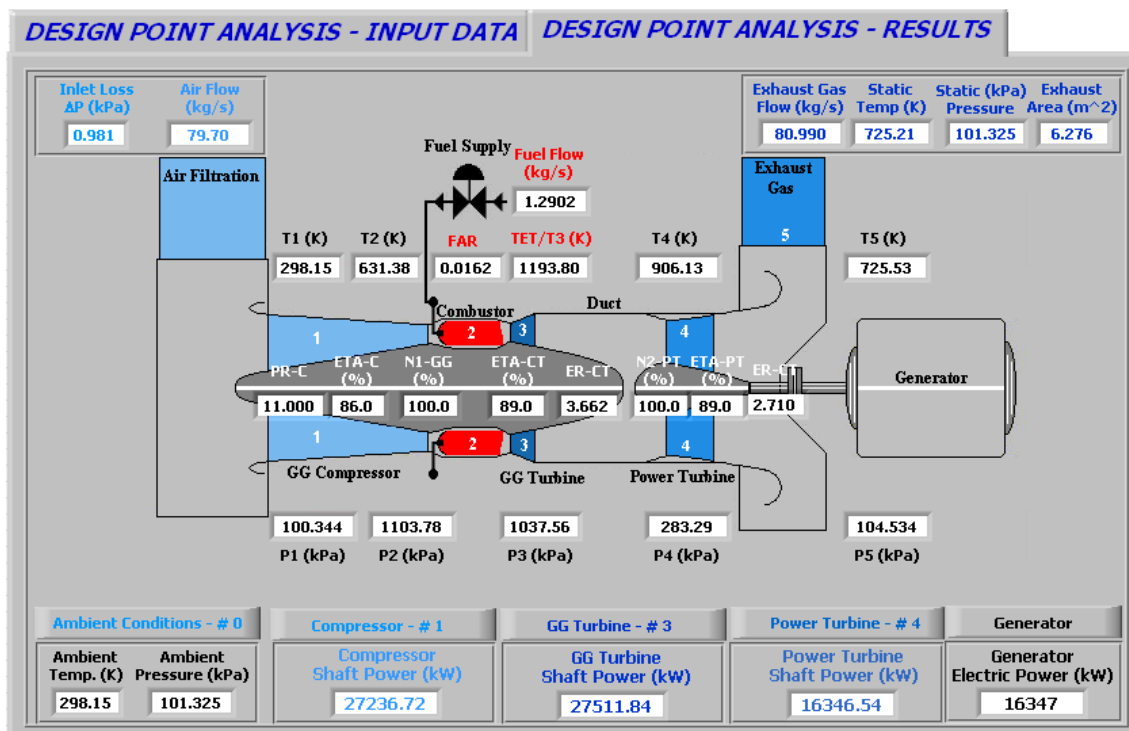 DESIGN POINT ANALYSIS - INPUT DATA
DESIGN POINT ANALYSIS - RESULTS
Inlet Loss
ΔP (kPa)
0.981
Air Flow
(kg/s)
79.70
Exhaust Gas
Flow (kg/s)
80.990
Static
Temp (K)
725.21
Static (kPa)
Pressure
101.325
Exhaust
Area (m^2)
6.276
Air Filtration
Fuel Supply
Fuel Flow
(kg/s)
1.2902
Exhaust
Gas
5
T1 (K)
298.15
T2 (K)
631.38
FAR
0.0162
TET/T3 (K)
1193.80
T4 (K)
906.13
T5 (K)
725.53
Combustor
Duct
1
2
3
4
PR-C
11.000
ETA-C
(%)
86.0
N1-GG
(%)
100.0
ETA-CT
(%)
89.0
ER-CT
3.662
N2-PT
(%)
100.0
ETA-PT
(%)
89.0
ER-CT
2.710
Generator
1
2
3
4
GG Compressor
GG Turbine
Power Turbine
100.344
P1 (kPa)
1103.78
P2 (kPa)
1037.56
P3 (kPa)
283.29
P4 (kPa)
104.534
P5 (kPa)
Ambient Conditions - # 0
Ambient
Temp. (K)
298.15
Ambient
Pressure (kPa)
101.325
Compressor - # 1
Compressor
Shaft Power (kW)
27236.72
GG Turbine - # 3
GG Turbine
Shaft Power (kW)
27511.84
Power Turbine - # 4
Power Turbine
Shaft Power (kW)
16346.54
Generator
Generator
Electric Power (kW)
16347